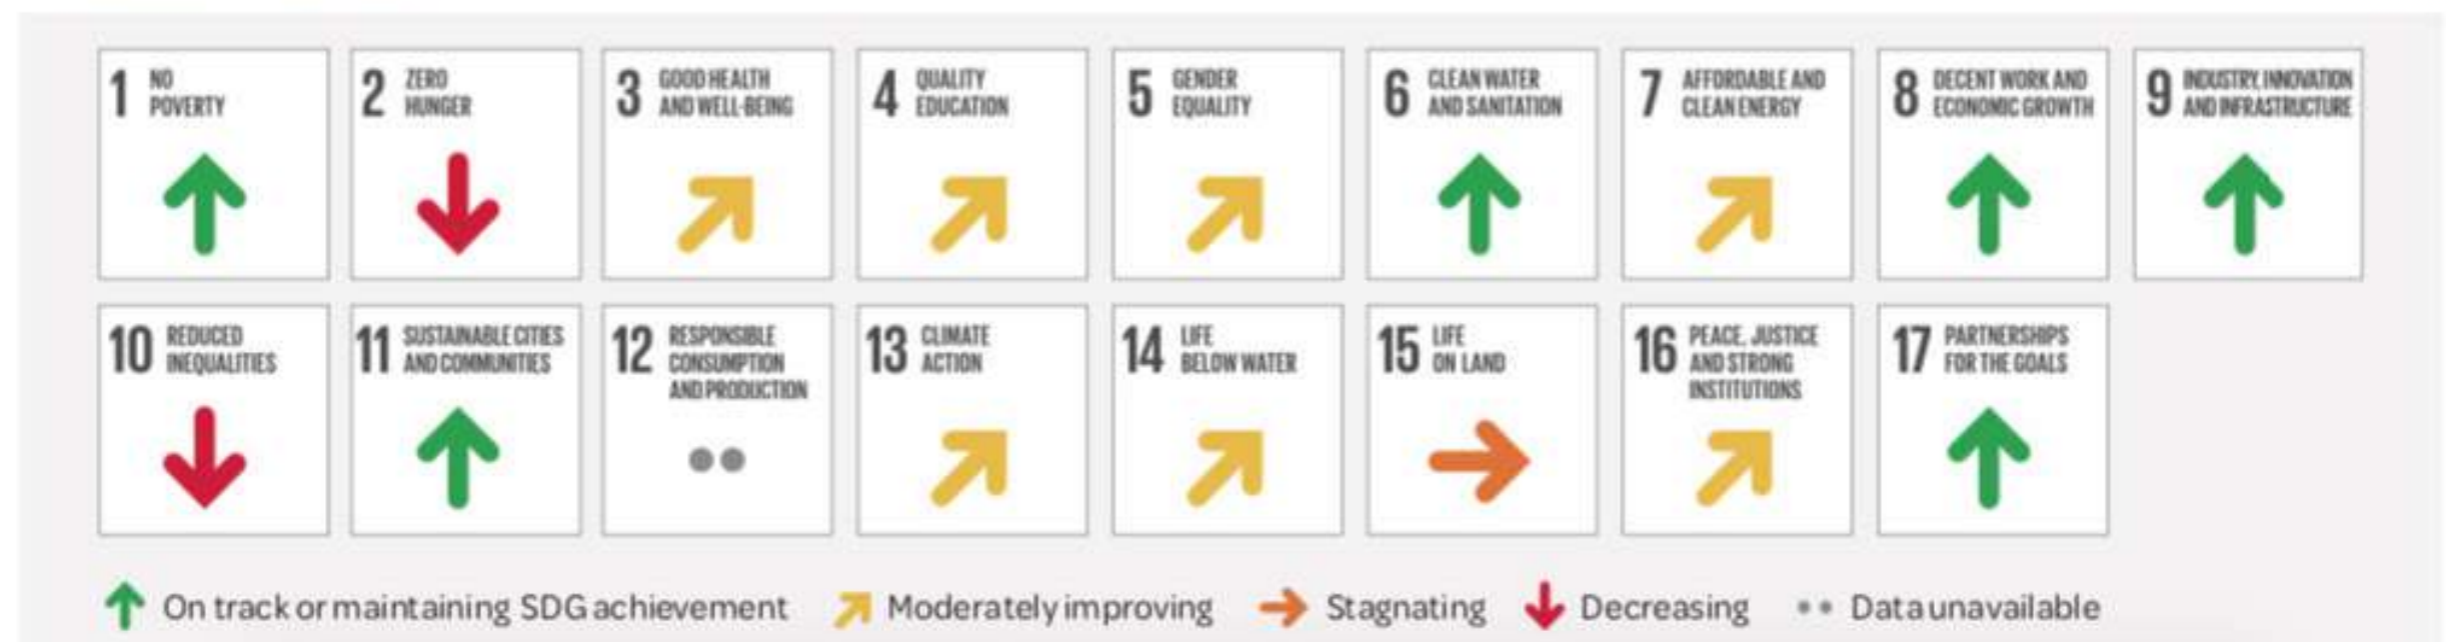 1 NO
POVERTY
2 ZERO
HUNGER
3 GOOD HEALTH
AND WELL-BEING
4 QUALITY
EDUCATION
5 GENDER
EQUALITY
6 CLEAN WATER
AND SANITATION
7 AFFORDABLE AND
CLEAN ENERGY
8 DECENT WORK AND
ECONOMIC GROWTH
9 INDUSTRY, INNOVATION
AND INFRASTRUCTURE
10 REDUCED
INEQUALITIES
11 SUSTAINABLE CITIES
AND COMMUNITIES
12 RESPONSIBLE
CONSUMPTION
AND PRODUCTION
13 CLIMATE
ACTION
14 LIFE
BELOW WATER
15 LIFE
ON LAND
16 PEACE, JUSTICE
AND STRONG
INSTITUTIONS
17 PARTNERSHIPS
FOR THE GOALS
On track or maintaining SDG achievement Moderately improving Stagnating Decreasing Data unavailable